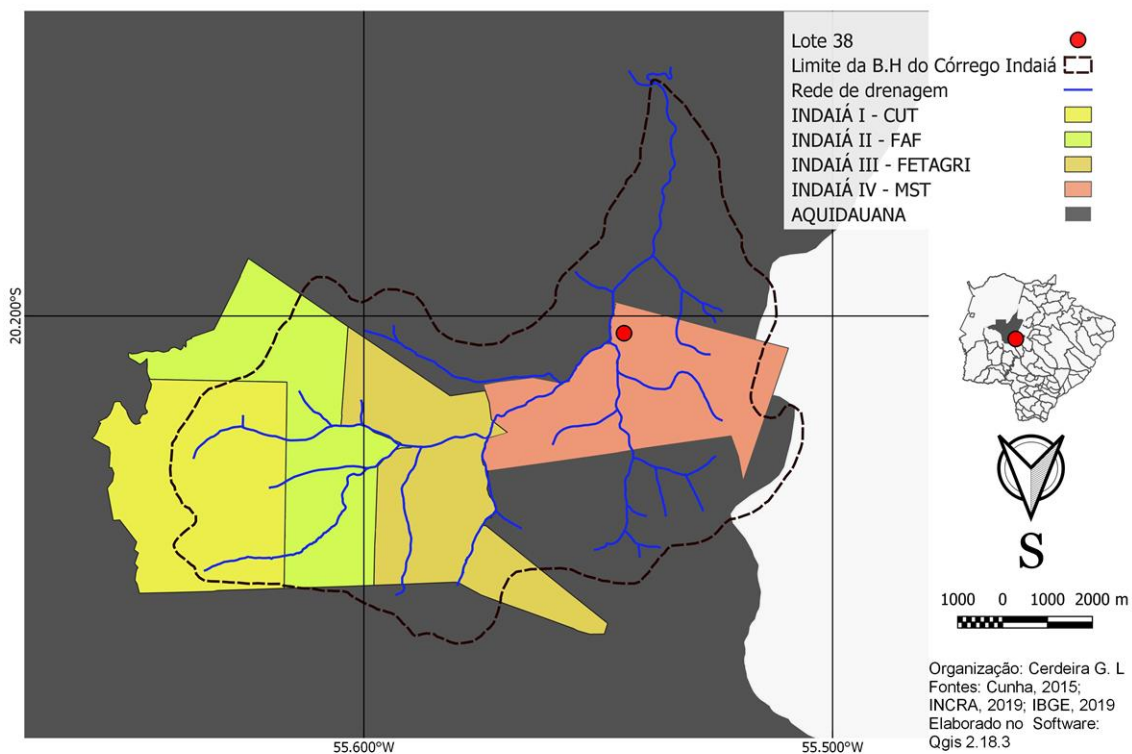 Lote 38
Limite da B.H do Córrego Indaiá
Rede de drenagem
INDAIÁ I - CUT
INDAIÁ II - FAF
INDAIÁ III - FETAGRI
INDAIÁ IV - MST
AQUIDAUANA
20.200°S
S
1000 0 1000 2000 m
Organização: Cerdeira G. L
Fontes: Cunha, 2015;
INCRA, 2019; IBGE, 2019
Elaborado no Software:
Qgis 2.18.3
55.600°W 55.500°W